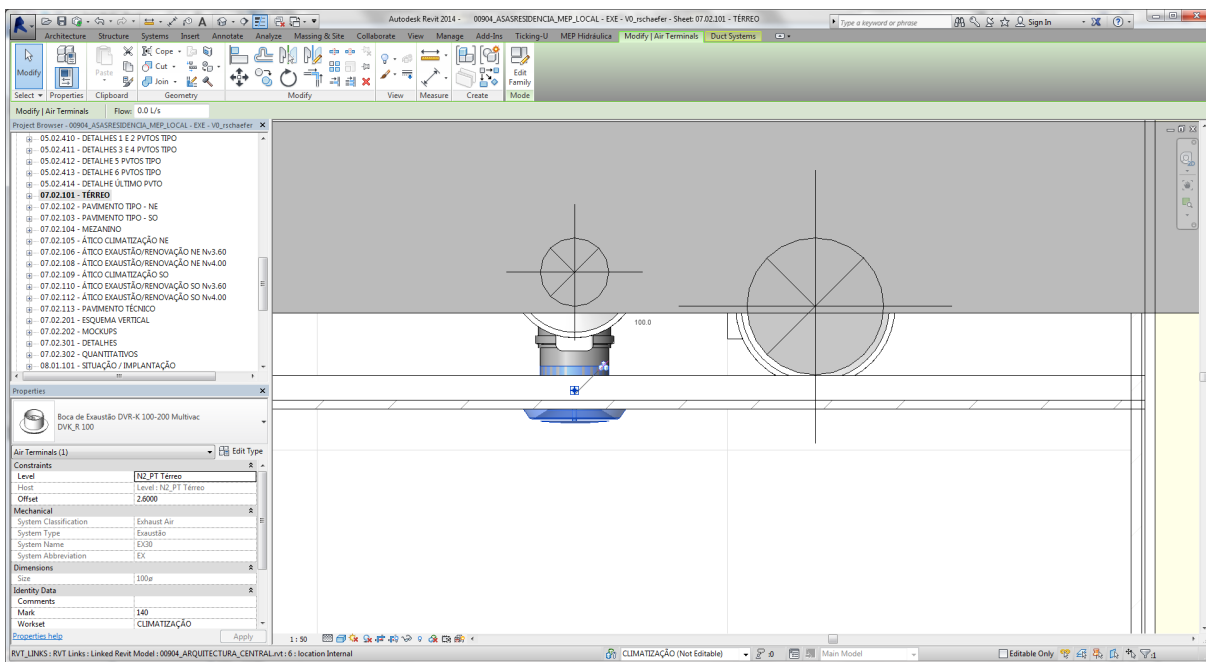 Autodesk Revit 2014 - 00904_ASASRESIDENCIA_MEP_LOCAL - EXE - V0_rschaefer - Sheet: 07.02.101 - TÉRREO
Type a keyword or phrase
Sign In
Architecture Structure Systems Insert Annotate Analyze Massing & Site Collaborate View Manage Add-Ins Ticking-U MEP Hidráulica Modify | Air Terminals Duct Systems
Modify
Paste
Cope
Cut
Join
Edit
Family
Select Properties Clipboard Geometry Modify View Measure Create Mode
Modify | Air Terminals Flow: 0.0 L/s
Project Browser - 00904_ASASRESIDENCIA_MEP_LOCAL - EXE - V0_rschaefer
05.02.410 - DETALHES 1 E 2 PVTOS TIPO
05.02.411 - DETALHES 3 E 4 PVTOS TIPO
05.02.412 - DETALHE 5 PVTOS TIPO
05.02.413 - DETALHE 6 PVTOS TIPO
05.02.414 - DETALHE ÚLTIMO PVTO
07.02.101 - TÉRREO
07.02.102 - PAVIMENTO TIPO - NE
07.02.103 - PAVIMENTO TIPO - SO
07.02.104 - MEZANINO
07.02.105 - ÁTICO CLIMATIZAÇÃO NE
07.02.106 - ÁTICO EXAUSTÃO/RENOVAÇÃO NE Nv3.60
07.02.108 - ÁTICO EXAUSTÃO/RENOVAÇÃO NE Nv4.00
07.02.109 - ÁTICO CLIMATIZAÇÃO SO
07.02.110 - ÁTICO EXAUSTÃO/RENOVAÇÃO SO Nv3.60
07.02.112 - ÁTICO EXAUSTÃO/RENOVAÇÃO SO Nv4.00
07.02.113 - PAVIMENTO TÉCNICO
07.02.201 - ESQUEMA VERTICAL
07.02.202 - MOCKUPS
07.02.301 - DETALHES
07.02.302 - QUANTITATIVOS
08.01.101 - SITUAÇÃO / IMPLANTAÇÃO
100.0
Properties
Boca de Exaustão DVR-K 100-200 Multivac
DVK_R 100
Air Terminals (1) Edit Type
Constraints
Level N2_PT Térreo
Host Level : N2_PT Térreo
Offset 2.6000
Mechanical
System Classification Exhaust Air
System Type Exaustão
System Name EX30
System Abbreviation EX
Dimensions
Size 100ø
Identity Data
Comments
Mark 140
Workset CLIMATIZAÇÃO
Properties help Apply
1 : 50
RVT_LINKS : RVT Links : Linked Revit Model : 00904_ARQUITECTURA_CENTRAL.rvt : 6 : location Internal
CLIMATIZAÇÃO (Not Editable) :0 Main Model Editable Only :1